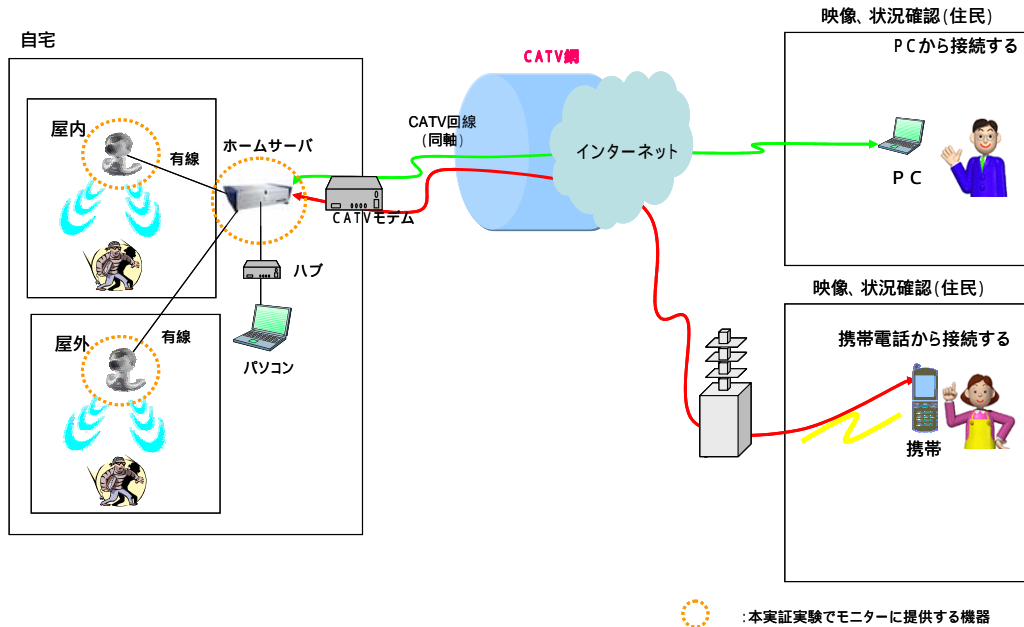 映像、状況確認(住民)
自宅
PCから接続する
CATV網
CATV回線
(同軸)
屋内
有線
ホームサーバ
インターネット
PC
CATVモデム
ハブ
映像、状況確認(住民)
屋外
有線
携帯電話から接続する
パソコン
携帯
:本実証実験でモニターに提供する機器